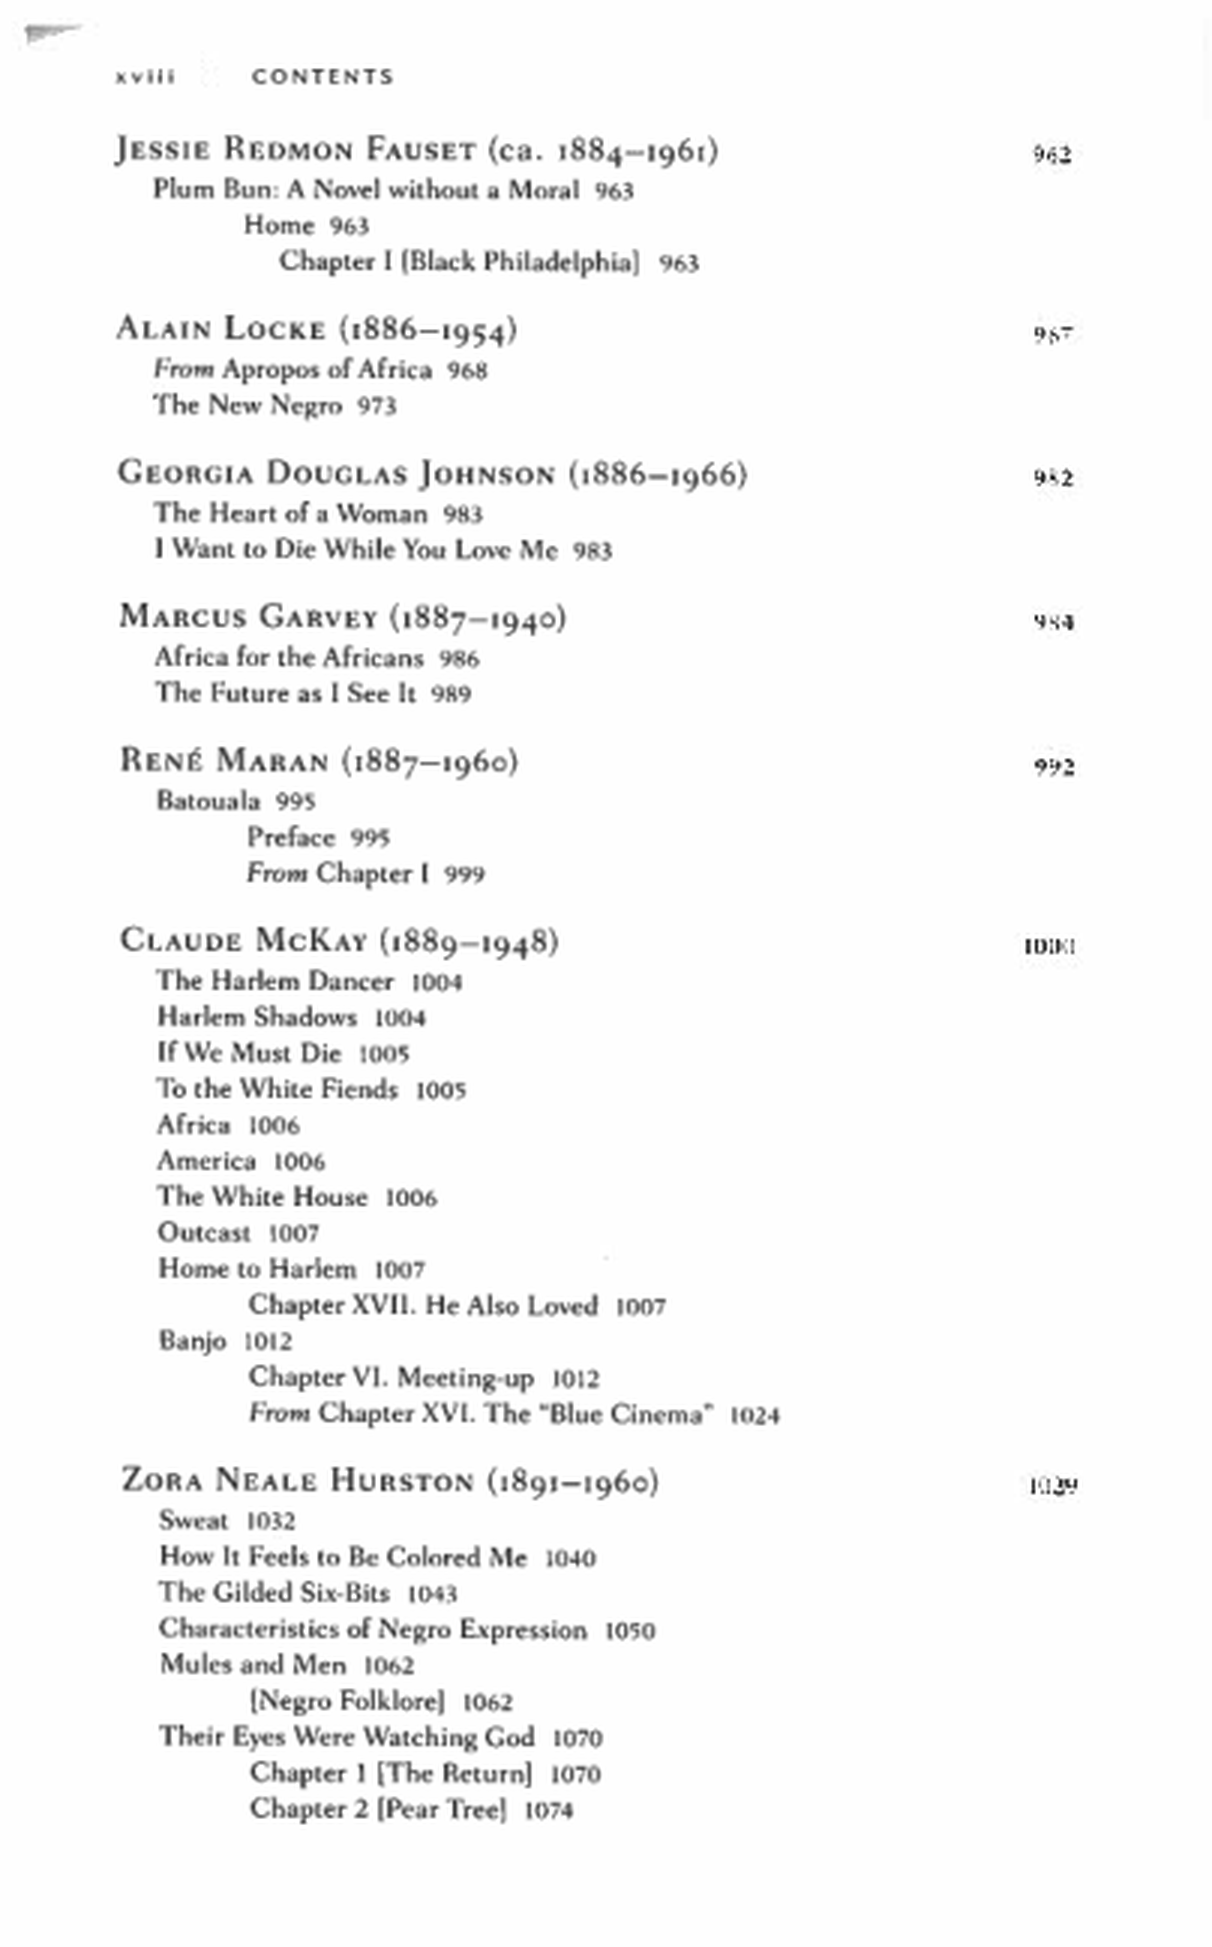 xviii CONTENTS
JESSIE REDMON FAUSET (ca. 1884–1961) 962
Plum Bun: A Novel without a Moral 963
Home 963
Chapter I [Black Philadelphia] 963
ALAIN LOCKE (1886–1954) 967
From Apropos of Africa 968
The New Negro 973
GEORGIA DOUGLAS JOHNSON (1886–1966) 982
The Heart of a Woman 983
I Want to Die While You Love Me 983
MARCUS GARVEY (1887–1940) 984
Africa for the Africans 986
The Future as I See It 989
RENÉ MARAN (1887–1960) 992
Batouala 995
Preface 995
From Chapter I 999
CLAUDE MCKAY (1889–1948)
The Harlem Dancer 1004
Harlem Shadows 1004
If We Must Die 1005
To the White Fiends 1005
Africa 1006
America 1006
The White House 1006
Outcast 1007
Home to Harlem 1007
Chapter XVII. He Also Loved 1007
Banjo 1012
Chapter VI. Meeting-up 1012
From Chapter XVI. The "Blue Cinema" 1024
ZORA NEALE HURSTON (1891–1960) 1029
Sweat 1032
How It Feels to Be Colored Me 1040
The Gilded Six-Bits 1043
Characteristics of Negro Expression 1050
Mules and Men 1062
[Negro Folklore] 1062
Their Eyes Were Watching God 1070
Chapter 1 [The Return] 1070
Chapter 2 [Pear Tree] 1074